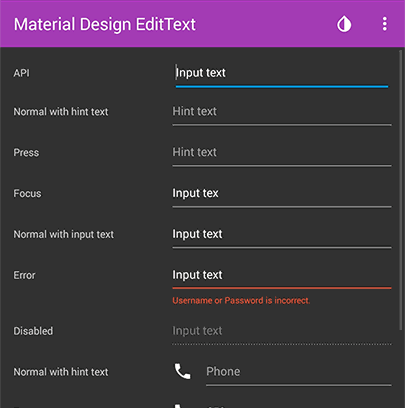 Material Design EditText
API Input text
Normal with hint text Hint text
Press Hint text
Focus Input tex
Normal with input text Input text
Error Input text
Username or Password is incorrect.
Disabled Input text
Normal with hint text Phone